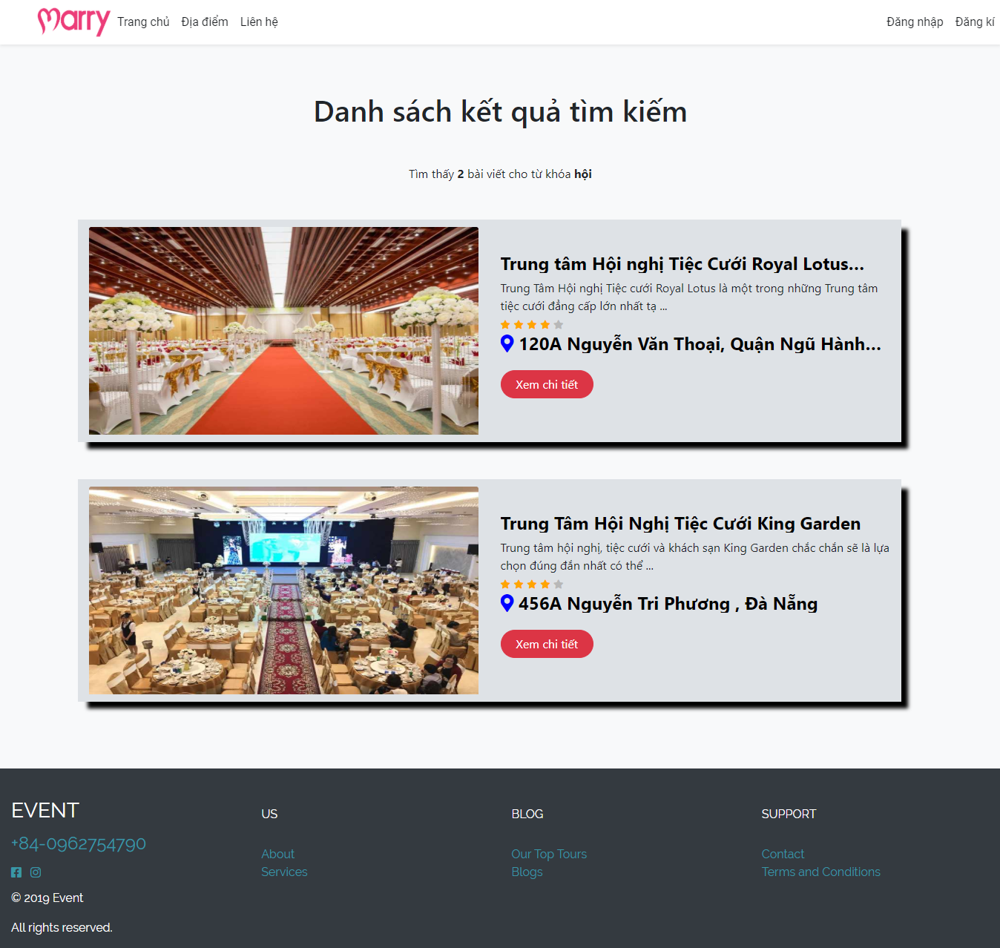 Marry Trang chủ Địa điểm Liên hệ Đăng nhập Đăng kí
Danh sách kết quả tìm kiếm
Tìm thấy 2 bài viết cho từ khóa hội
Trung tâm Hội nghị Tiệc Cưới Royal Lotus...
Trung Tâm Hội nghị Tiệc cưới Royal Lotus là một trong những Trung tâm
tiệc cưới đẳng cấp lớn nhất tạ ...
120A Nguyễn Văn Thoại, Quận Ngũ Hành...
Xem chi tiết
Trung Tâm Hội Nghị Tiệc Cưới King Garden
Trung tâm hội nghị, tiệc cưới và khách sạn King Garden chắc chắn sẽ là lựa
chọn đúng đắn nhất có thể ...
456A Nguyễn Tri Phương , Đà Nẵng
Xem chi tiết
EVENT
+84-0962754790
© 2019 Event
All rights reserved.
US
About
Services
BLOG
Our Top Tours
Blogs
SUPPORT
Contact
Terms and Conditions